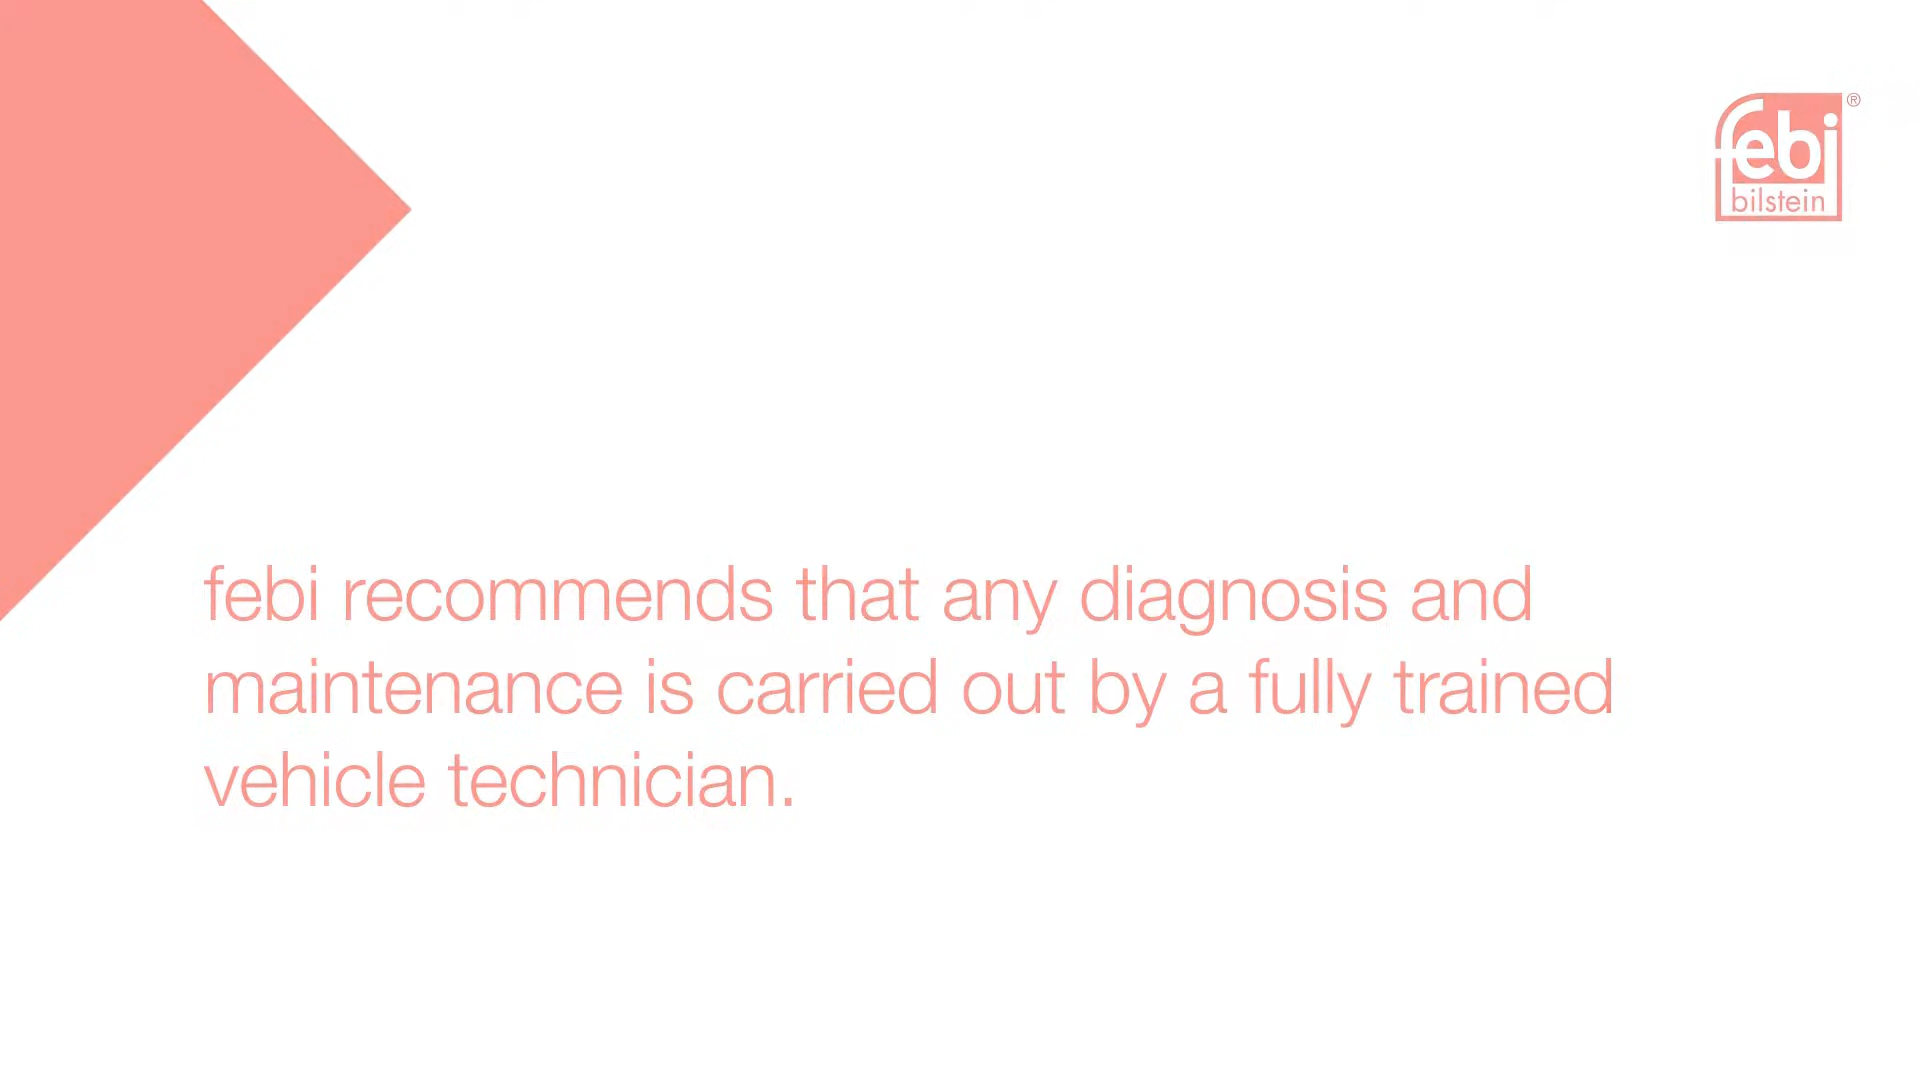 febi
bilstein
®
febi recommends that any diagnosis and
maintenance is carried out by a fully trained
vehicle technician.